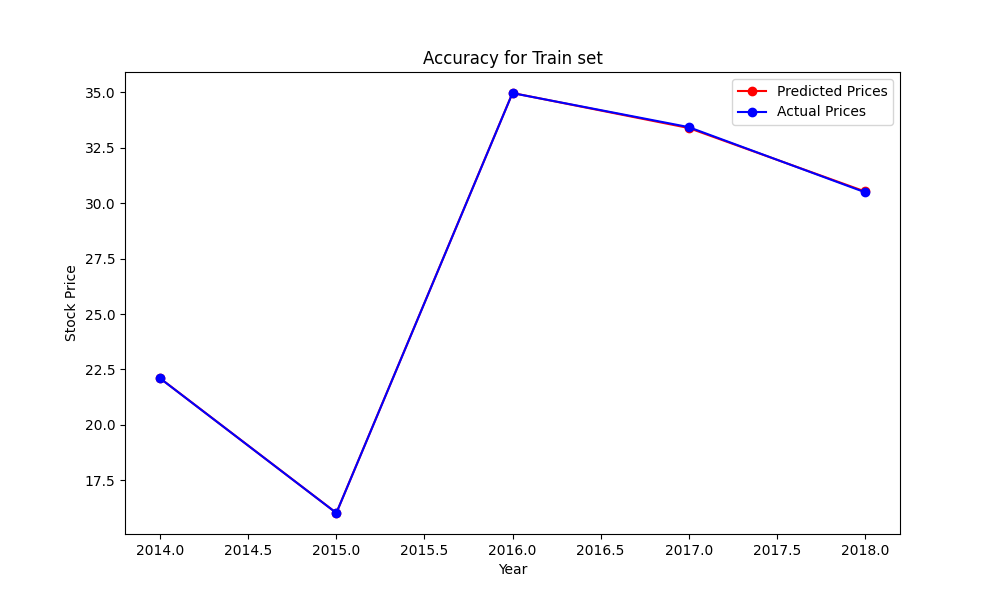 Accuracy for Train set
Predicted Prices
Actual Prices
Stock Price
35.0
32.5
30.0
27.5
25.0
22.5
20.0
17.5
2014.0 2014.5 2015.0 2015.5 2016.0 2016.5 2017.0 2017.5 2018.0
Year